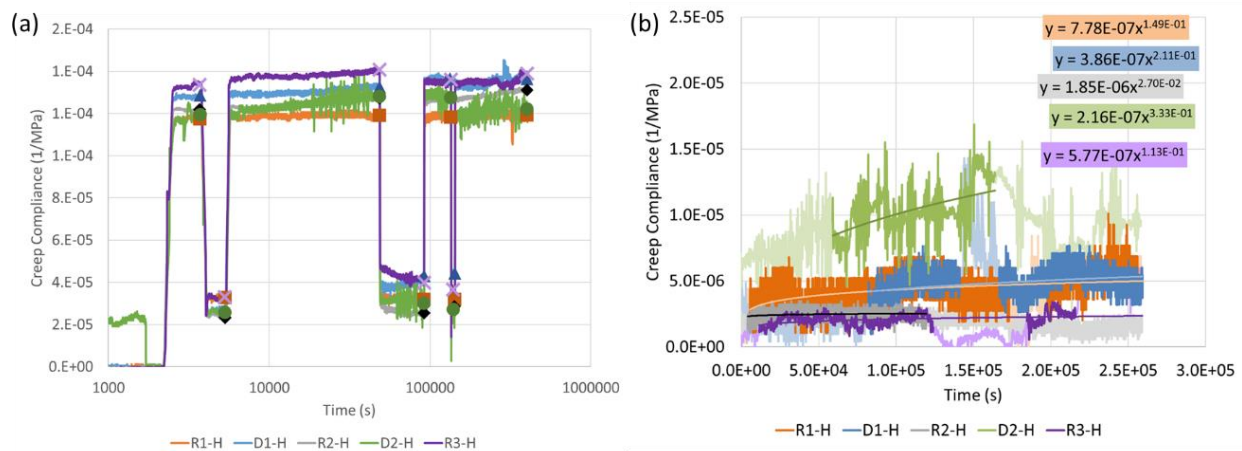 (a)
2.E-04
1.E-04
1.E-04
1.E-04
8.E-05
6.E-05
4.E-05
2.E-05
0.E+00
Creep Compliance (1/MPa)
1000 10000 100000 1000000
Time (s)
R1-H D1-H R2-H D2-H R3-H
(b)
2.5E-05
2.0E-05
1.5E-05
1.0E-05
5.0E-06
0.0E+00
Creep Compliance (1/MPa)
y = 7.78E-07x^1.49E-01
y = 3.86E-07x^2.11E-01
y = 1.85E-06x^2.70E-02
y = 2.16E-07x^3.33E-01
y = 5.77E-07x^1.13E-01
0.0E+00 5.0E+04 1.0E+05 1.5E+05 2.0E+05 2.5E+05 3.0E+05
Time (s)
R1-H D1-H R2-H D2-H R3-H